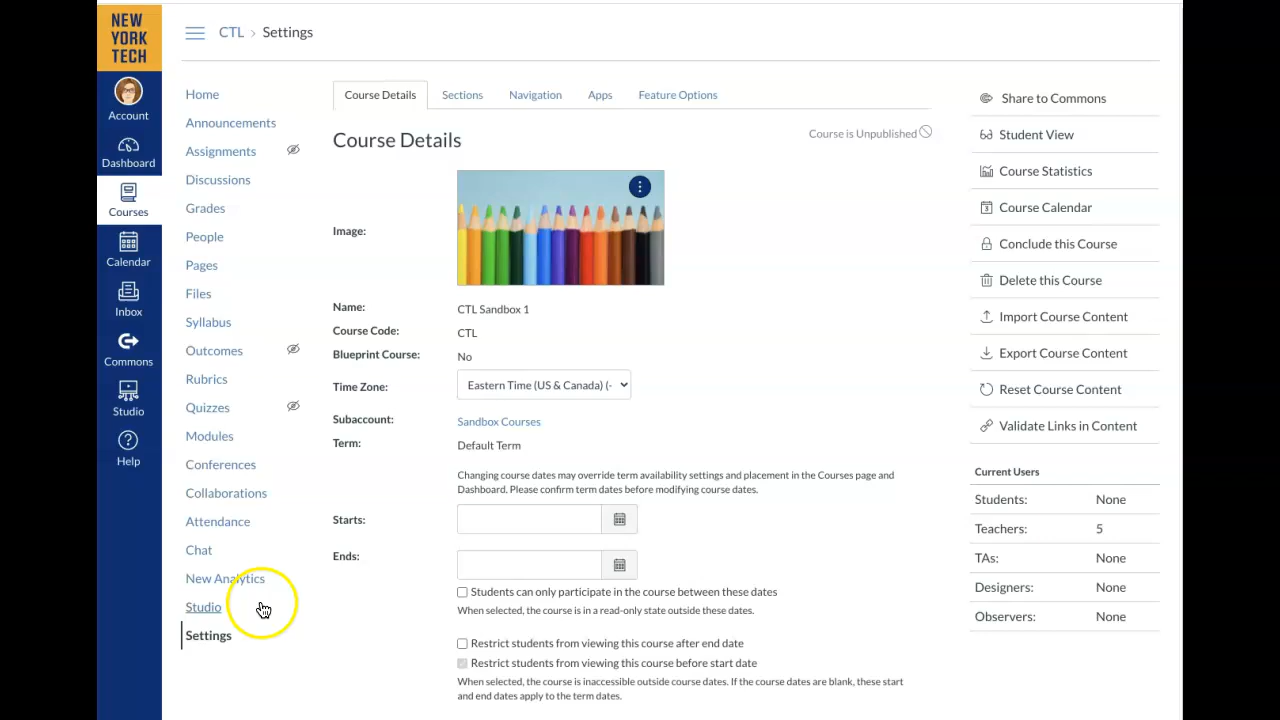 NEW
YORK
TECH
Account
Dashboard
Courses
Calendar
Inbox
Commons
Studio
Help
CTL › Settings
Home
Announcements
Assignments
Discussions
Grades
People
Pages
Files
Syllabus
Outcomes
Rubrics
Quizzes
Modules
Conferences
Collaborations
Attendance
Chat
New Analytics
Studio
Settings
Course Details
Sections
Navigation
Apps
Feature Options
Course Details
Course is Unpublished
Image:
Name: CTL Sandbox 1
Course Code: CTL
Blueprint Course: No
Time Zone: Eastern Time (US & Canada) (-
Subaccount: Sandbox Courses
Term: Default Term
Changing course dates may override term availability settings and placement in the Courses page and
Dashboard. Please confirm term dates before modifying course dates.
Starts:
Ends:
Students can only participate in the course between these dates
When selected, the course is in a read-only state outside these dates.
Restrict students from viewing this course after end date
Restrict students from viewing this course before start date
When selected, the course is inaccessible outside course dates. If the course dates are blank, these start
and end dates apply to the term dates.
Share to Commons
Student View
Course Statistics
Course Calendar
Conclude this Course
Delete this Course
Import Course Content
Export Course Content
Reset Course Content
Validate Links in Content
Current Users
Students: None
Teachers: 5
TAs: None
Designers: None
Observers: None